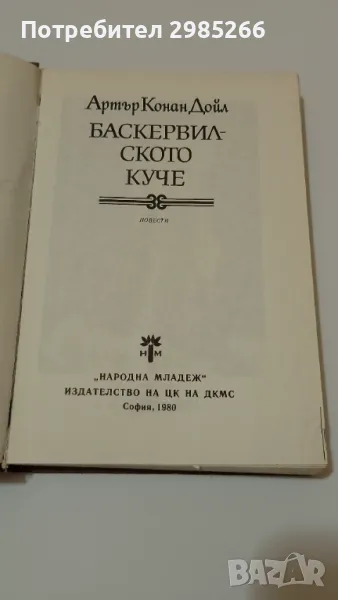 Потребител 2985266
Артър Конан Дойл
БАСКЕРВИЛ-
СКОТО
КУЧЕ
повести
НМ
„НАРОДНА МЛАДЕЖ"
ИЗДАТЕЛСТВО НА ЦК НА ДКМС
София, 1980
BAZAR